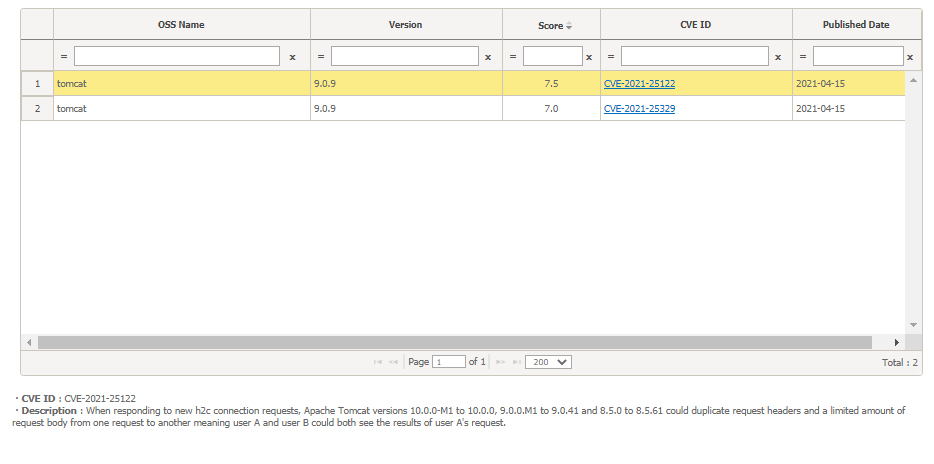 OSS Name Version Score CVE ID Published Date
= x = x = x = x = x
1 tomcat 9.0.9 7.5 CVE-2021-25122 2021-04-15
2 tomcat 9.0.9 7.0 CVE-2021-25329 2021-04-15
Page 1 of 1 200 Total : 2
· CVE ID : CVE-2021-25122
· Description : When responding to new h2c connection requests, Apache Tomcat versions 10.0.0-M1 to 10.0.0, 9.0.0.M1 to 9.0.41 and 8.5.0 to 8.5.61 could duplicate request headers and a limited amount of
request body from one request to another meaning user A and user B could both see the results of user A's request.